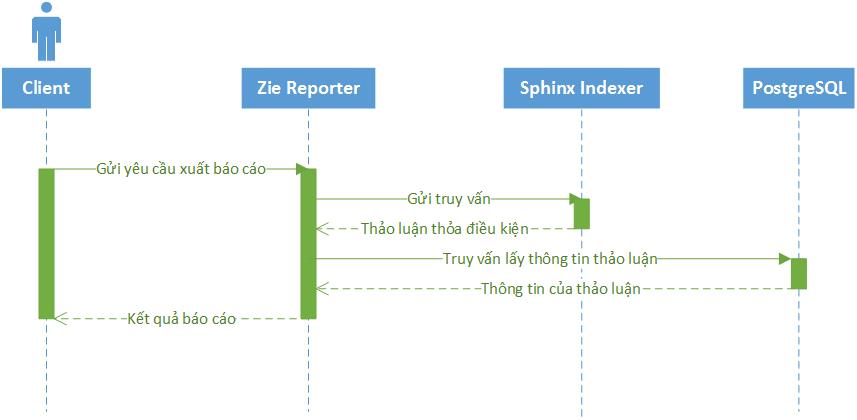 Client
Zie Reporter
Sphinx Indexer
PostgreSQL
Gửi yêu cầu xuất báo cáo
Gửi truy vấn
Thảo luận thỏa điều kiện
Truy vấn lấy thông tin thảo luận
Thông tin của thảo luận
Kết quả báo cáo